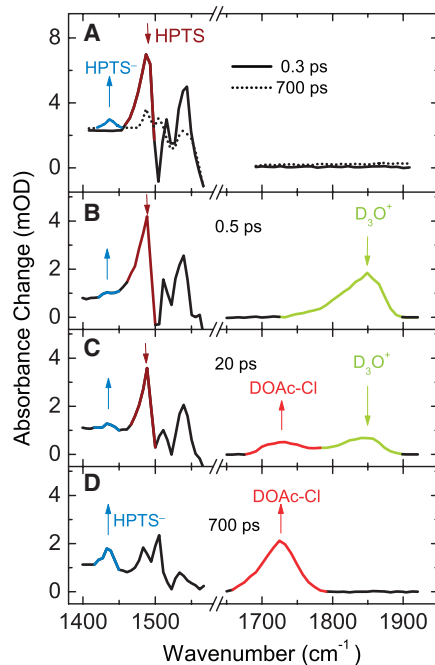 A
HPTS
HPTS⁻
0.3 ps
700 ps
6
4
2
0
B
0.5 ps
D₃O⁺
4
2
0
C
20 ps
DOAc-Cl
D₃O⁺
4
2
0
D
HPTS⁻
700 ps
DOAc-Cl
4
2
0
Absorbance Change (mOD)
1400 1500 1700 1800 1900
Wavenumber (cm⁻¹)